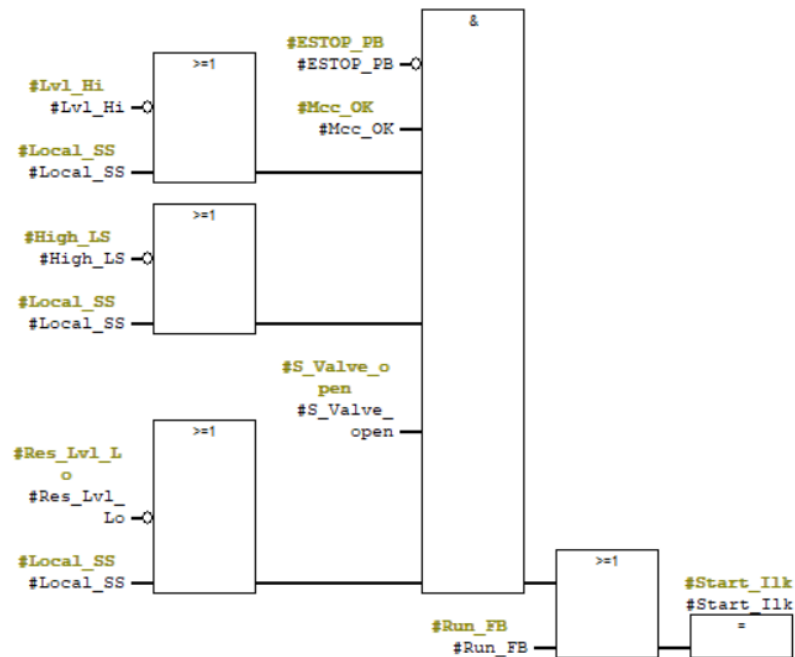 &
#ESTOP_PB
#ESTOP_PB
>=1
#Lvl_Hi
#Lvl_Hi
#Mcc_OK
#Mcc_OK
#Local_SS
#Local_SS
>=1
#High_LS
#High_LS
#Local_SS
#Local_SS
#S_Valve_o
pen
#S_Valve_
open
>=1
#Res_Lvl_L
o
#Res_Lvl_
Lo
#Local_SS
#Local_SS
>=1
#Start_Ilk
#Start_Ilk
=
#Run_FB
#Run_FB